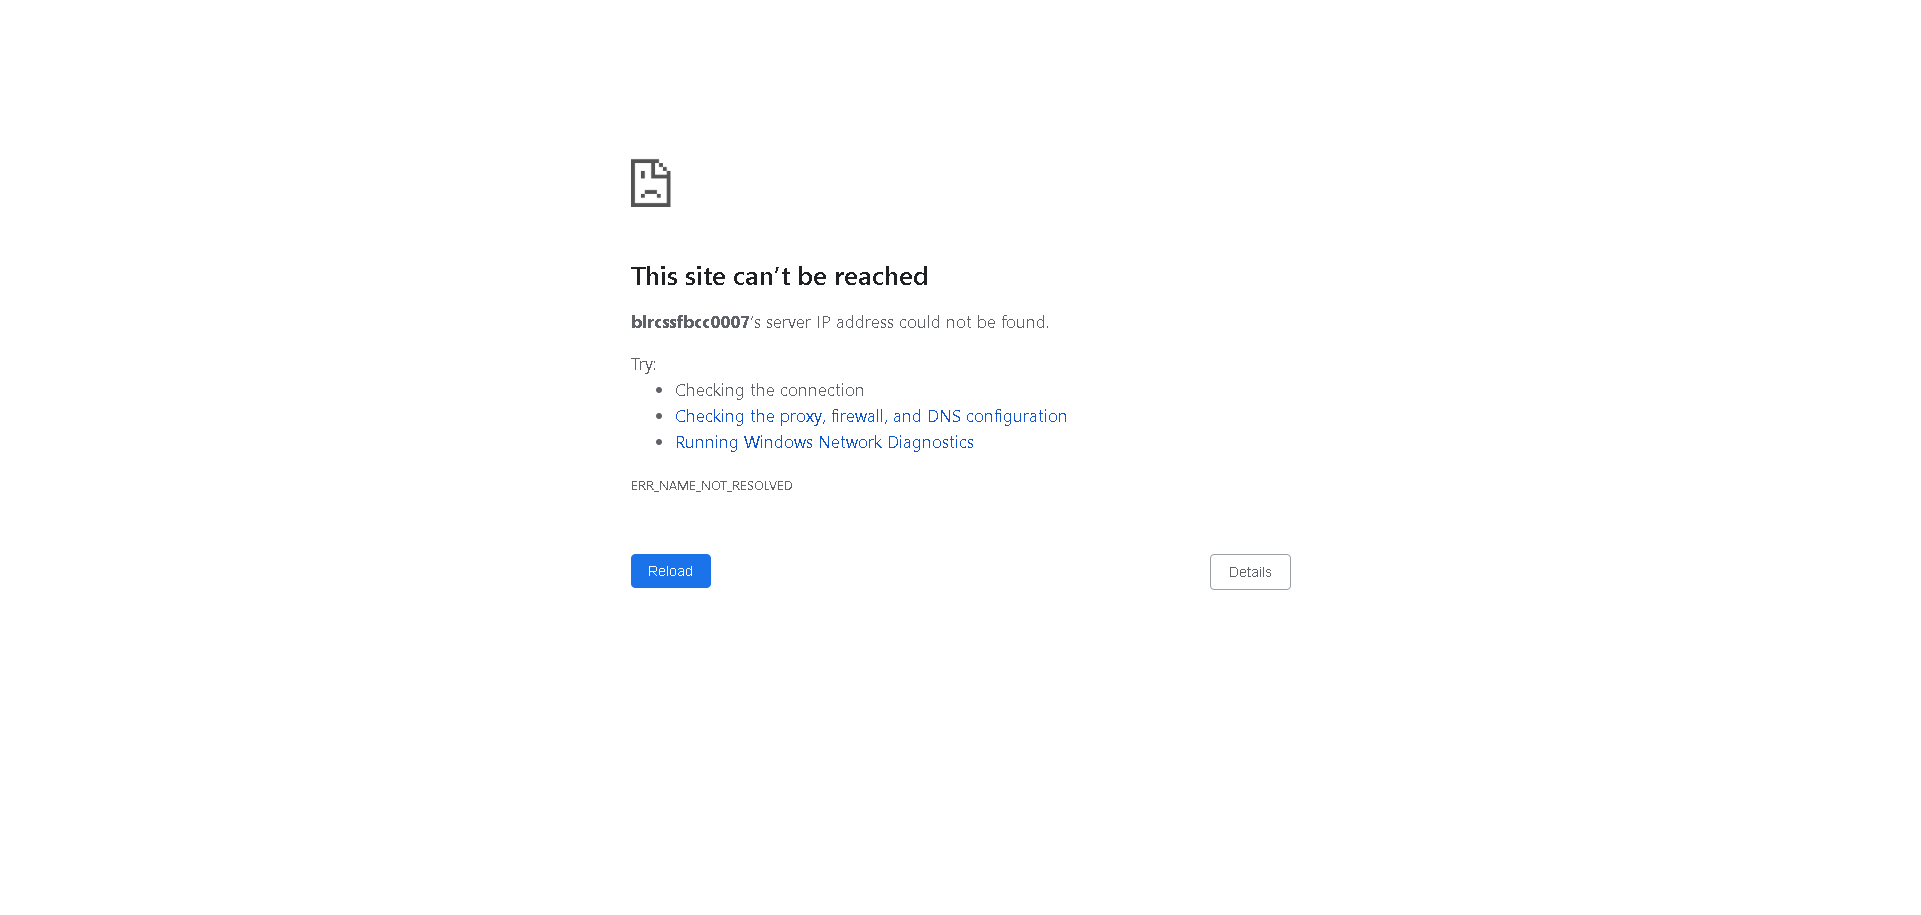 This site can’t be reached
blrcssfbcc0007’s server IP address could not be found.
Try:
• Checking the connection
• Checking the proxy, firewall, and DNS configuration
• Running Windows Network Diagnostics
ERR_NAME_NOT_RESOLVED
Reload
Details